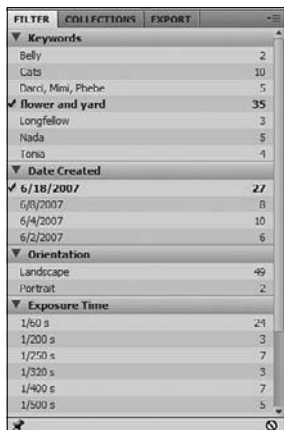 FILTER COLLECTIONS EXPORT
Keywords
Belly 2
Cats 10
Darci, Mimi, Phebe 5
flower and yard 35
Longfellow 3
Nada 5
Tonia 4
Date Created
6/18/2007 27
6/8/2007 8
6/4/2007 10
6/2/2007 6
Orientation
Landscape 49
Portrait 2
Exposure Time
1/60 s 24
1/200 s 3
1/250 s 7
1/320 s 3
1/400 s 7
1/500 s 5